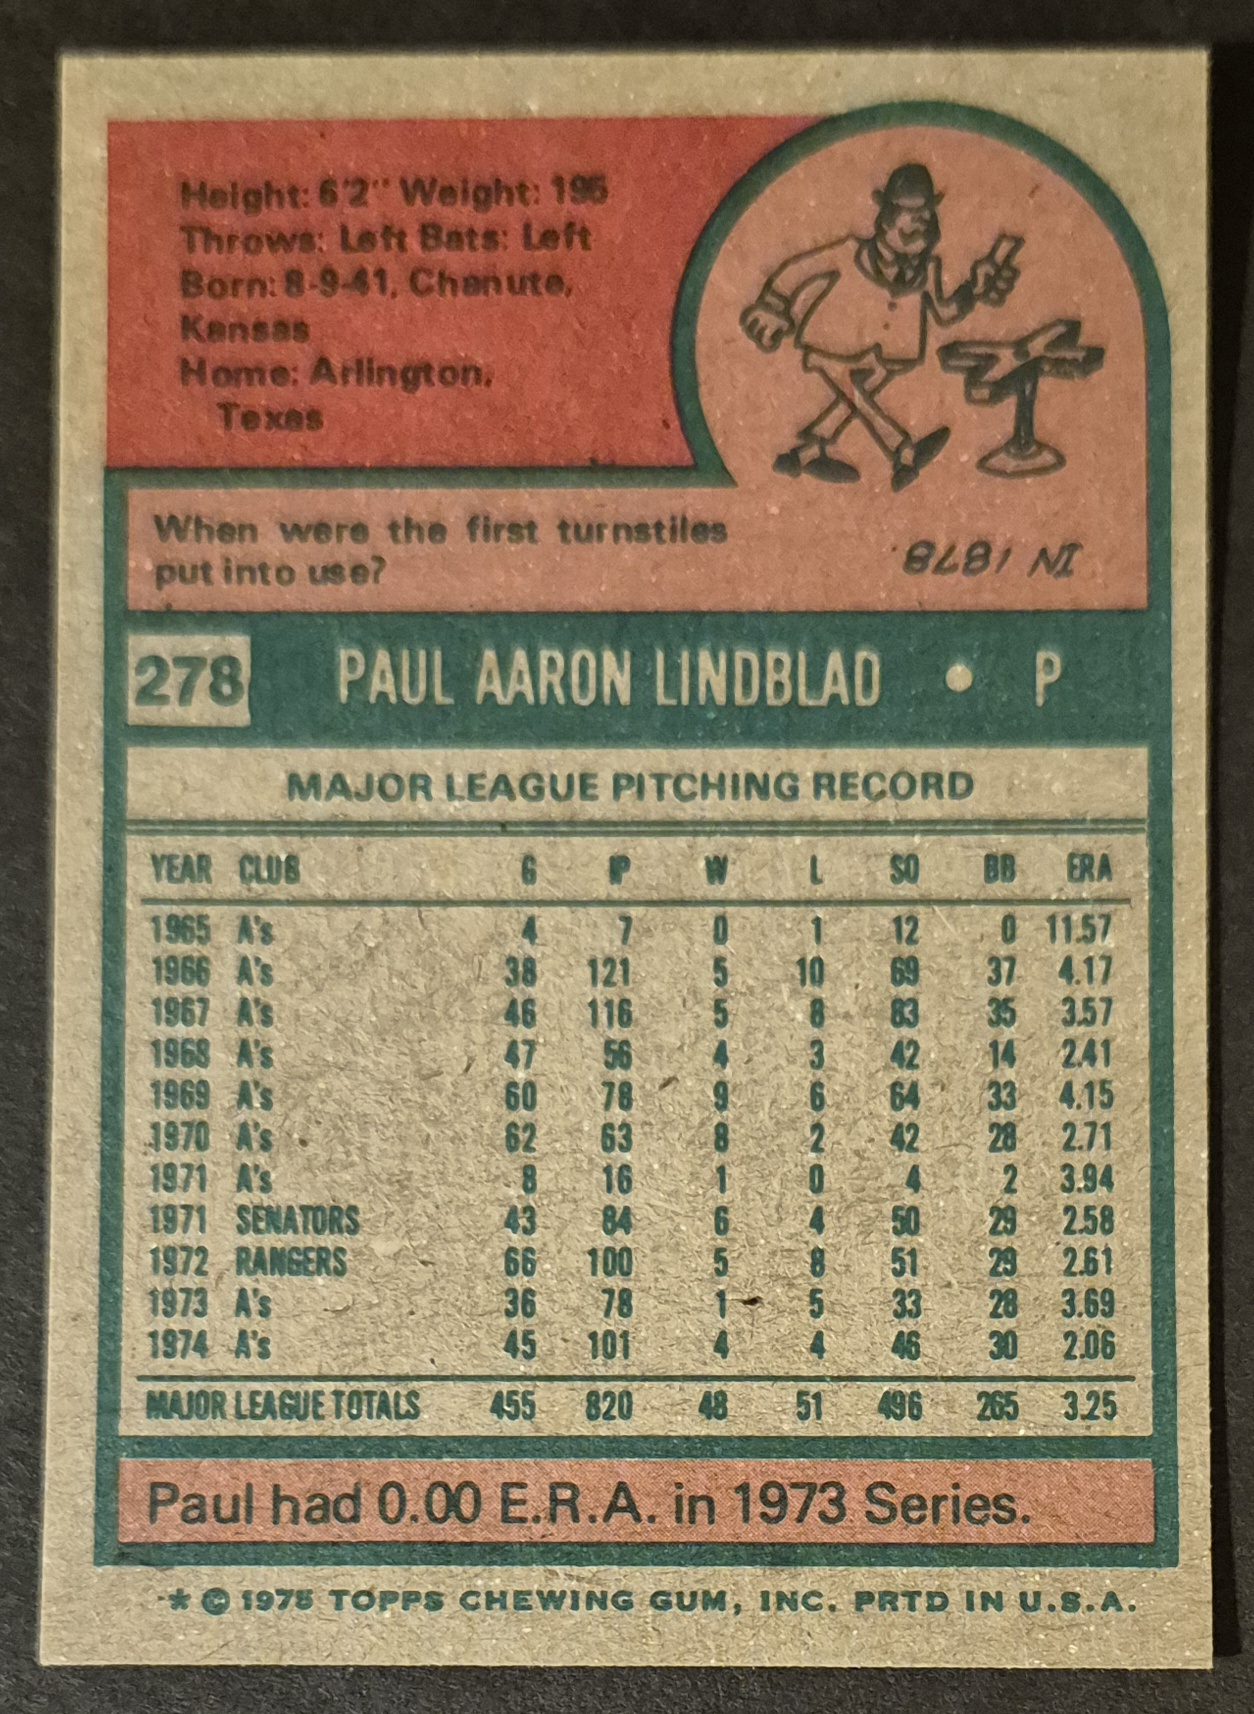 Height: 6'2" Weight: 195
Throws: Left Bats: Left
Born: 8-9-41, Chanute,
Kansas
Home: Arlington,
Texas
When were the first turnstiles
put into use?
IN 1878.
278 PAUL AARON LINDBLAD • P
MAJOR LEAGUE PITCHING RECORD
YEAR CLUB G IP W L SO BB ERA
1965 A's 4 7 0 1 12 0 11.57
1966 A's 38 121 5 10 69 37 4.17
1967 A's 46 116 5 8 83 35 3.57
1968 A's 47 56 4 3 42 14 2.41
1969 A's 60 78 9 6 64 33 4.15
1970 A's 62 63 8 2 42 28 2.71
1971 A's 8 16 1 0 4 2 3.94
1971 SENATORS 43 84 6 4 50 29 2.58
1972 RANGERS 66 100 5 8 51 29 2.61
1973 A's 36 78 1 5 33 28 3.69
1974 A's 45 101 4 4 46 30 2.06
MAJOR LEAGUE TOTALS 455 820 48 51 496 265 3.25
Paul had 0.00 E.R.A. in 1973 Series.
* © 1975 TOPPS CHEWING GUM, INC. PRTD IN U.S.A.